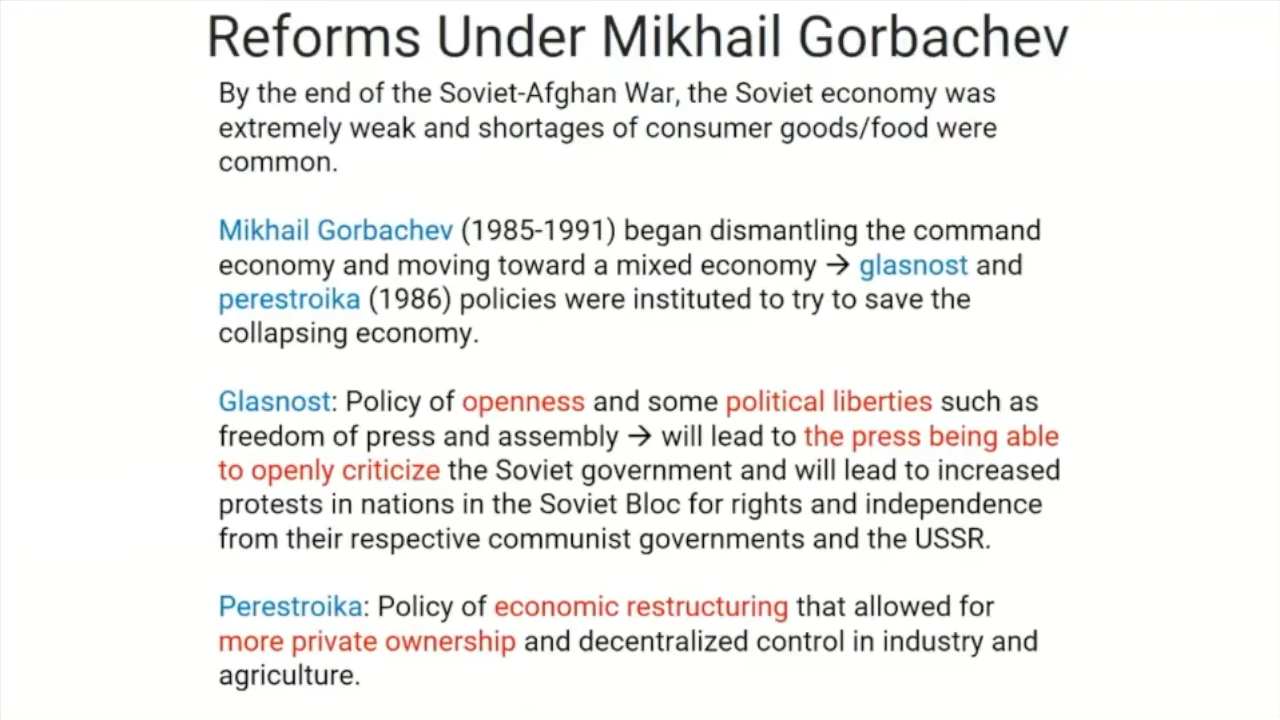 Reforms Under Mikhail Gorbachev
By the end of the Soviet-Afghan War, the Soviet economy was
extremely weak and shortages of consumer goods/food were
common.
Mikhail Gorbachev (1985-1991) began dismantling the command
economy and moving toward a mixed economy → glasnost and
perestroika (1986) policies were instituted to try to save the
collapsing economy.
Glasnost: Policy of openness and some political liberties such as
freedom of press and assembly → will lead to the press being able
to openly criticize the Soviet government and will lead to increased
protests in nations in the Soviet Bloc for rights and independence
from their respective communist governments and the USSR.
Perestroika: Policy of economic restructuring that allowed for
more private ownership and decentralized control in industry and
agriculture.